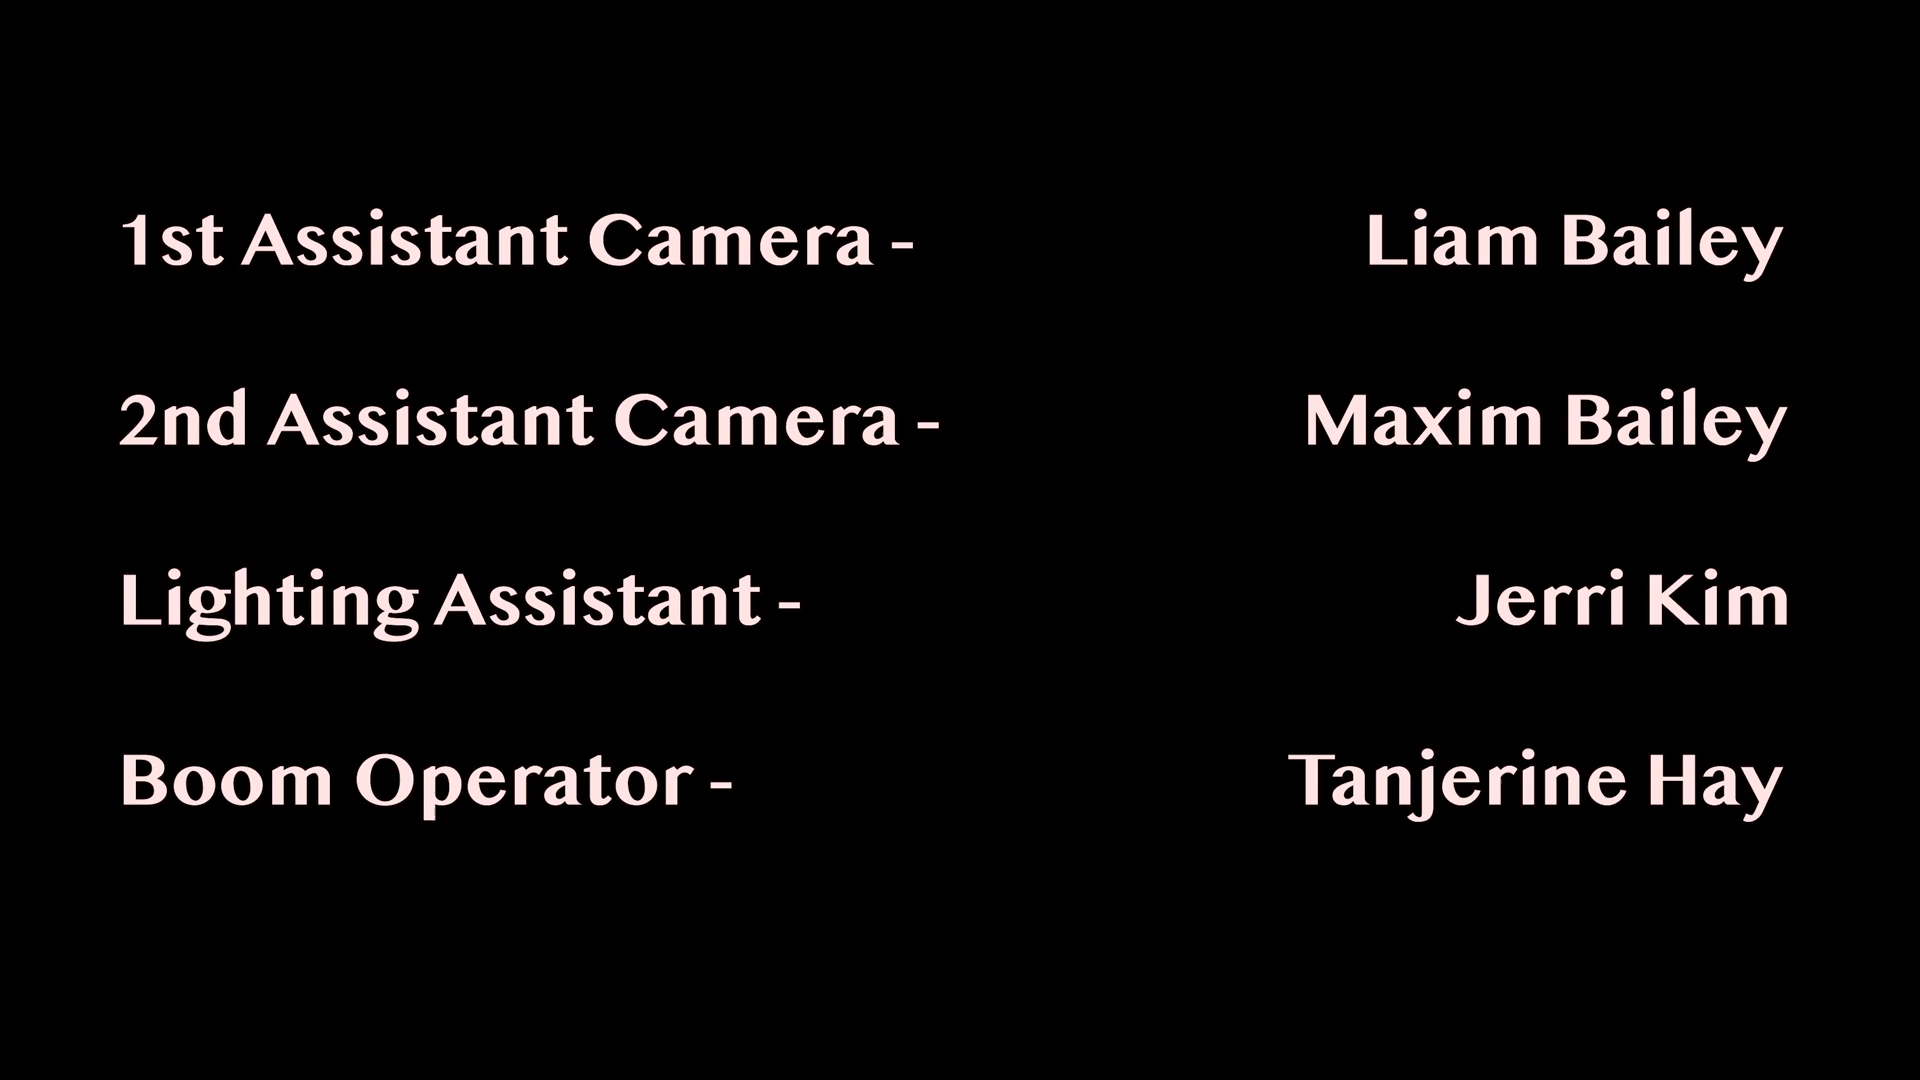 1st Assistant Camera - Liam Bailey
2nd Assistant Camera - Maxim Bailey
Lighting Assistant - Jerri Kim
Boom Operator - Tanjerine Hay